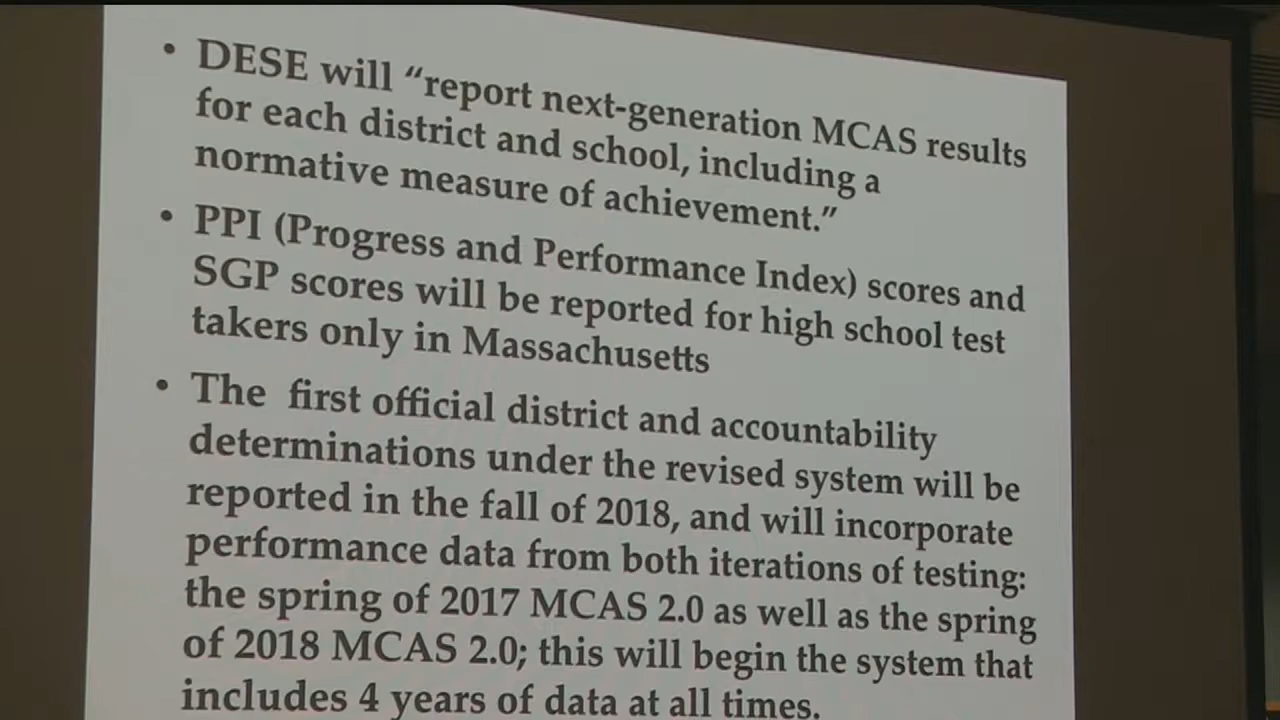 • DESE will “report next-generation MCAS results
for each district and school, including a
normative measure of achievement.”
• PPI (Progress and Performance Index) scores and
SGP scores will be reported for high school test
takers only in Massachusetts
• The first official district and accountability
determinations under the revised system will be
reported in the fall of 2018, and will incorporate
performance data from both iterations of testing:
the spring of 2017 MCAS 2.0 as well as the spring
of 2018 MCAS 2.0; this will begin the system that
includes 4 years of data at all times.